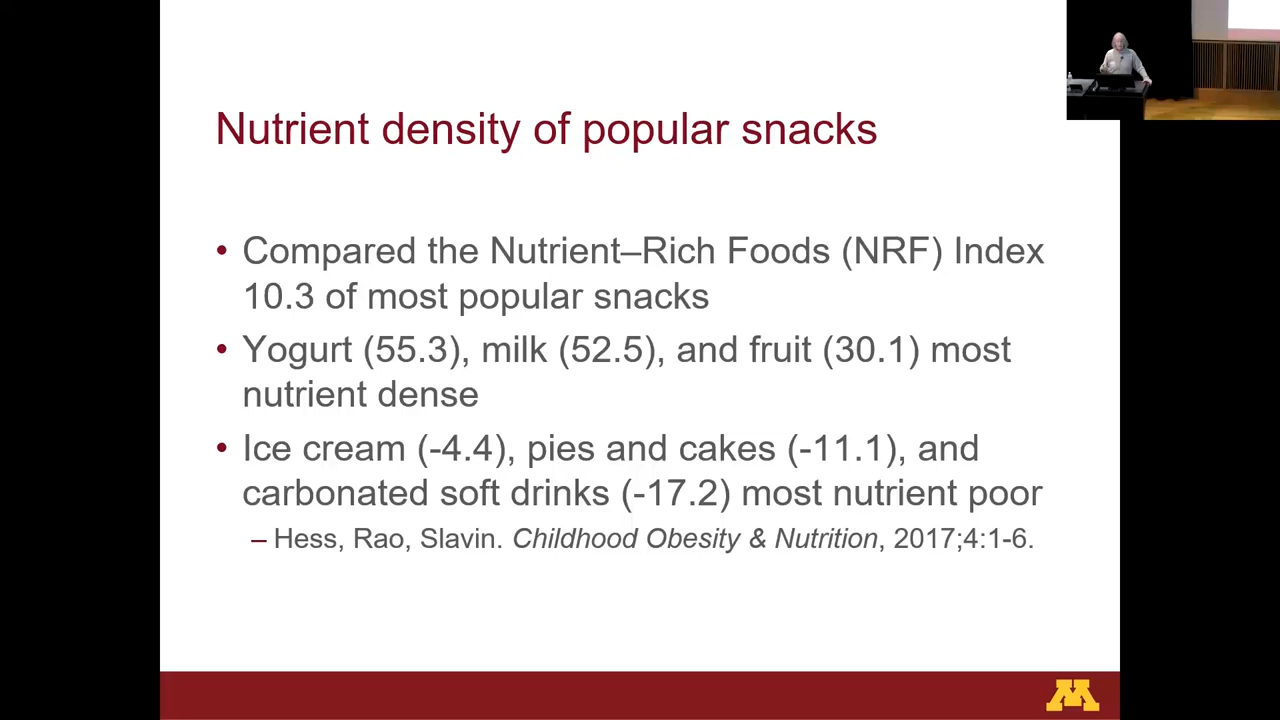 Nutrient density of popular snacks
• Compared the Nutrient–Rich Foods (NRF) Index
10.3 of most popular snacks
• Yogurt (55.3), milk (52.5), and fruit (30.1) most
nutrient dense
• Ice cream (-4.4), pies and cakes (-11.1), and
carbonated soft drinks (-17.2) most nutrient poor
– Hess, Rao, Slavin. Childhood Obesity & Nutrition, 2017;4:1-6.
M